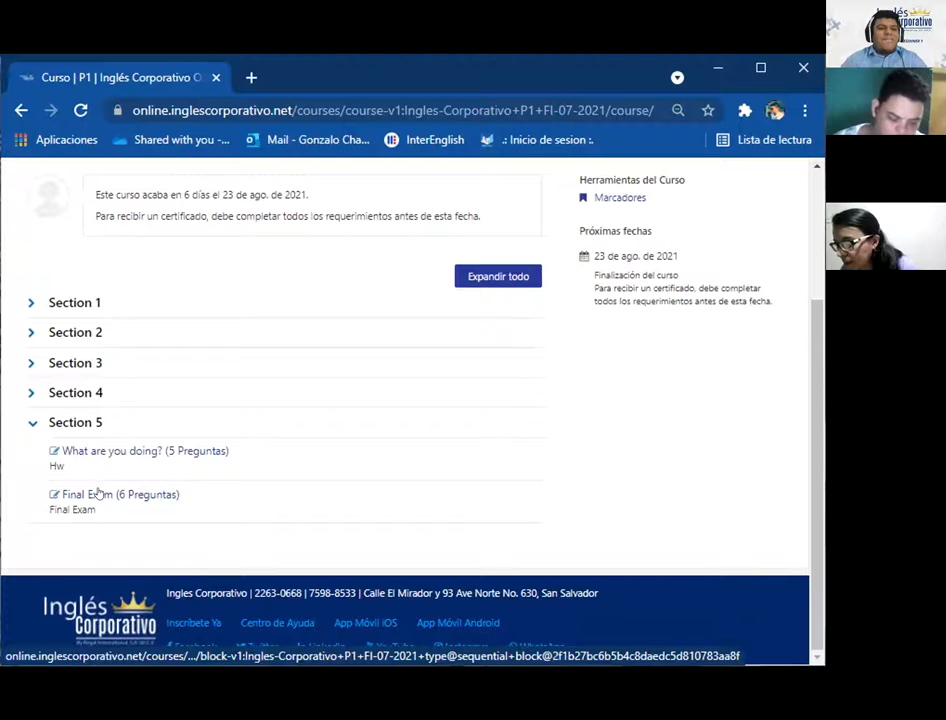 Inglés
Corporativo
Curso | P1 | Inglés Corporativo O
online.inglescorporativo.net/courses/course-v1:Ingles-Corporativo+P1+FI-07-2021/course/
Aplicaciones
Shared with you -...
Mail - Gonzalo Cha...
InterEnglish
.: Inicio de sesion :.
Lista de lectura
Este curso acaba en 6 días el 23 de ago. de 2021.
Para recibir un certificado, debe completar todos los requerimientos antes de esta fecha.
Herramientas del Curso
Marcadores
Próximas fechas
23 de ago. de 2021
Finalización del curso
Para recibir un certificado, debe completar
todos los requerimientos antes de esta fecha.
Expandir todo
Section 1
Section 2
Section 3
Section 4
Section 5
What are you doing? (5 Preguntas)
Hw
Final Exam (6 Preguntas)
Final Exam
Inglés
Corporativo
Ingles Corporativo | 2263-0668 | 7598-8533 | Calle El Mirador y 93 Ave Norte No. 630, San Salvador
Inscríbete Ya
Centro de Ayuda
App Móvil iOS
App Móvil Android
online.inglescorporativo.net/courses/.../block-v1:Ingles-Corporativo+P1+FI-07-2021+type@sequential+block@2f1b27bc6b5b4c8daedc5d810783aa8f